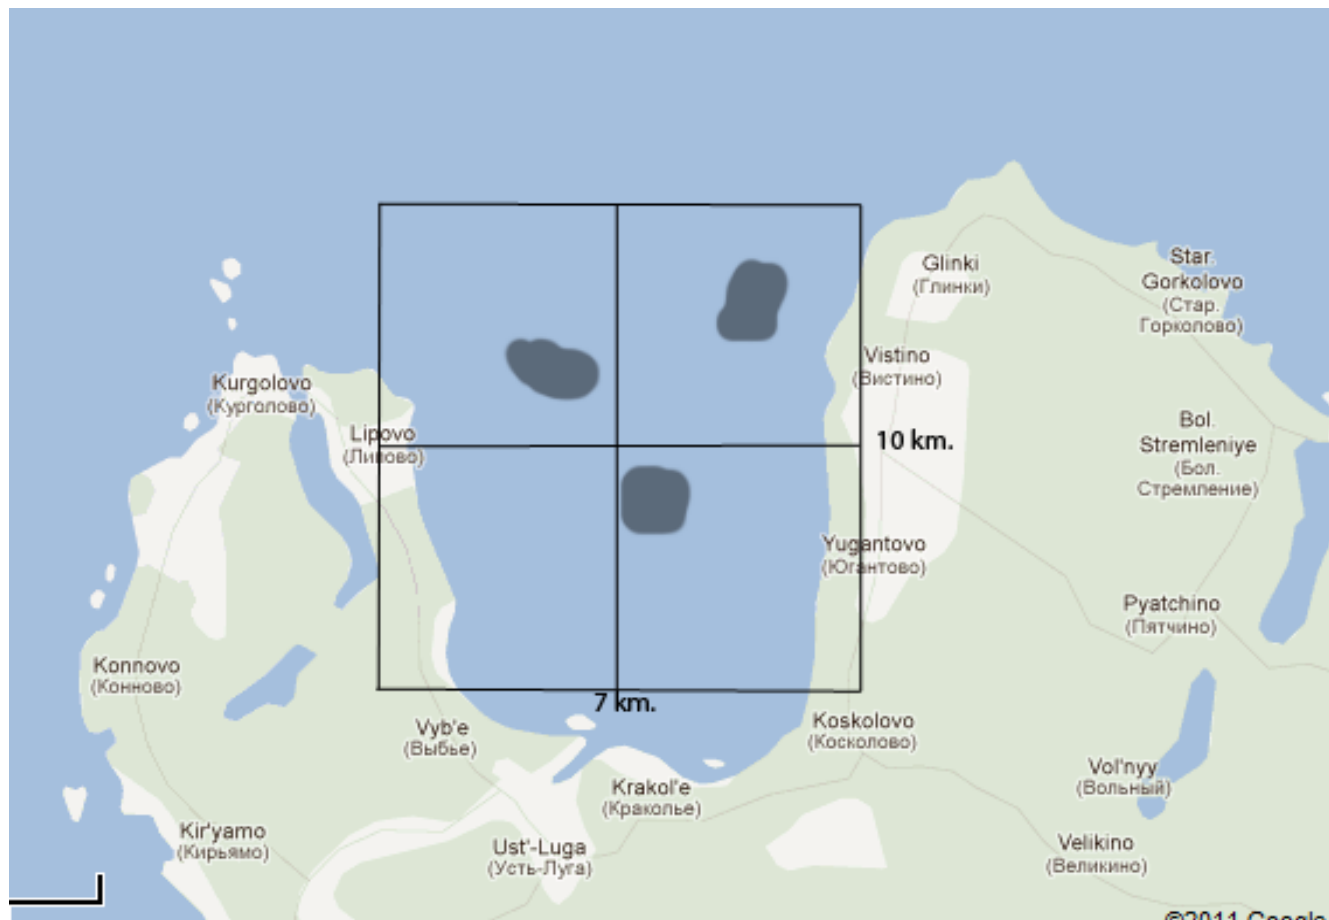 Glinki
(Глинки)
Star.
Gorkolovo
(Стар.
Горколово)
Vistino
(Вистино)
Kurgolovo
(Курголово)
Lipovo
(Липово)
10 km.
Bol.
Stremleniye
(Бол.
Стремление)
Yugantovo
(Югантово)
Pyatchino
(Пятчино)
Konnovo
(Конново)
7 km.
Vyb'e
(Выбье)
Koskolovo
(Косколово)
Krakol'e
(Краколье)
Vol'nyy
(Вольный)
Kir'yamo
(Кирьямо)
Ust'-Luga
(Усть-Луга)
Velikino
(Великино)
©2011 Google